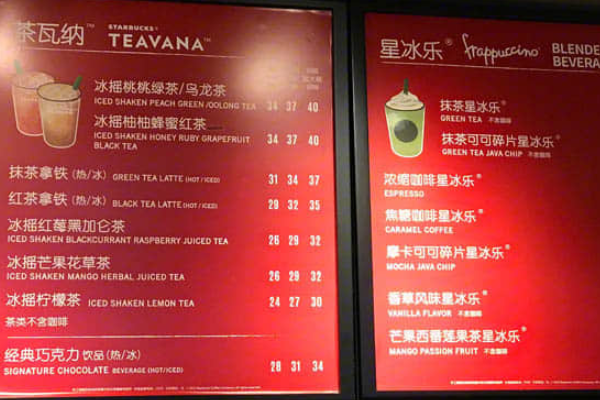 茶瓦纳™ STARBUCKS® TEAVANA™
冰摇桃桃绿茶/乌龙茶
ICED SHAKEN PEACH GREEN /OOLONG TEA 34 37 40
冰摇柚柚蜂蜜红茶
ICED SHAKEN HONEY RUBY GRAPEFRUIT
BLACK TEA 34 37 40
抹茶拿铁 (热/冰) GREEN TEA LATTE (HOT / ICED) 31 34 37
红茶拿铁 (热/冰) BLACK TEA LATTE (HOT / ICED) 29 32 35
冰摇红莓黑加仑茶
ICED SHAKEN BLACKCURRANT RASPBERRY JUICED TEA 26 29 32
冰摇芒果花草茶
ICED SHAKEN MANGO HERBAL JUICED TEA 26 29 32
冰摇柠檬茶 ICED SHAKEN LEMON TEA 24 27 30
茶类不含咖啡
经典巧克力 饮品 (热/冰)
SIGNATURE CHOCOLATE BEVERAGE (HOT/ICED) 28 31 34
星冰乐® frappuccino® BLENDE
BEVERA
抹茶星冰乐®
GREEN TEA 不含咖啡
抹茶可可碎片星冰乐®
GREEN TEA JAVA CHIP 不含咖啡
浓缩咖啡星冰乐®
ESPRESSO
焦糖咖啡星冰乐®
CARAMEL COFFEE
摩卡可可碎片星冰乐®
MOCHA JAVA CHIP
香草风味星冰乐®
VANILLA FLAVOR 不含咖啡
芒果西番莲果茶星冰乐®
MANGO PASSION FRUIT 不含咖啡